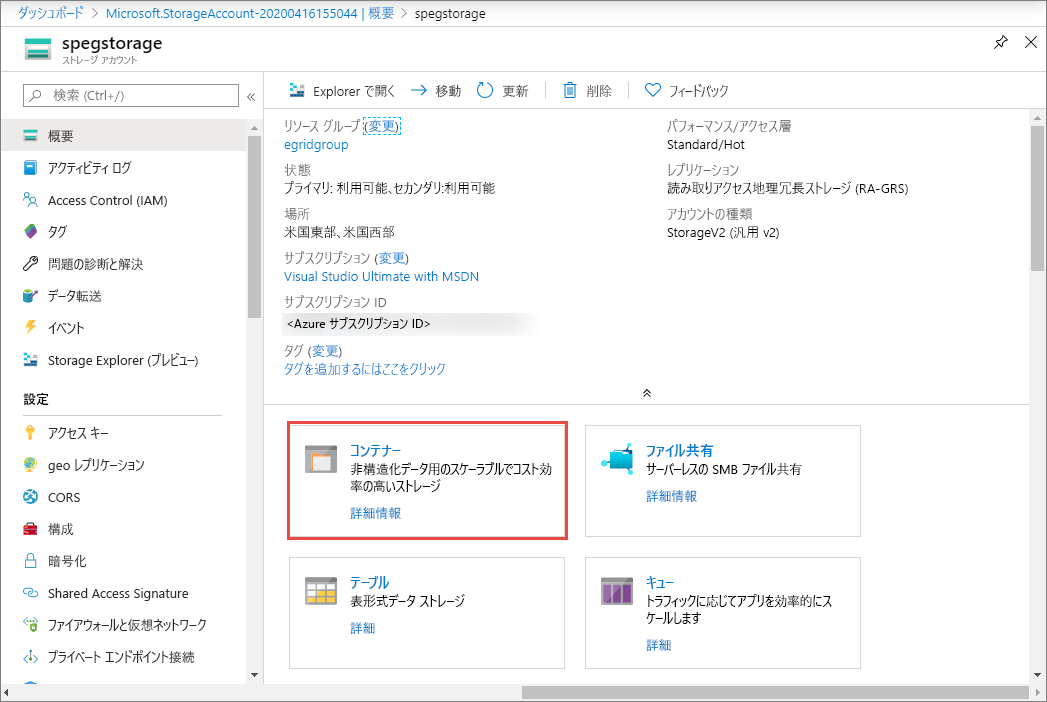 ダッシュボード > Microsoft.StorageAccount-20200416155044 | 概要 > spegstorage
spegstorage
ストレージ アカウント
検索 (Ctrl+/)
«
概要
アクティビティ ログ
Access Control (IAM)
タグ
問題の診断と解決
データ転送
イベント
Storage Explorer (プレビュー)
設定
アクセス キー
geo レプリケーション
CORS
構成
暗号化
Shared Access Signature
ファイアウォールと仮想ネットワーク
プライベート エンドポイント接続
Explorer で開く 移動 更新 削除 フィードバック
リソース グループ (変更)
egridgroup
状態
プライマリ: 利用可能、セカンダリ:利用可能
場所
米国東部、米国西部
サブスクリプション (変更)
Visual Studio Ultimate with MSDN
サブスクリプション ID
<Azure サブスクリプション ID>
タグ (変更)
タグを追加するにはここをクリック
パフォーマンス/アクセス層
Standard/Hot
レプリケーション
読み取りアクセス地理冗長ストレージ (RA-GRS)
アカウントの種類
StorageV2 (汎用 v2)
コンテナー
非構造化データ用のスケーラブルでコスト効
率の高いストレージ
詳細情報
ファイル共有
サーバーレスの SMB ファイル共有
詳細情報
テーブル
表形式データ ストレージ
詳細
キュー
トラフィックに応じてアプリを効率的にス
ケールします
詳細